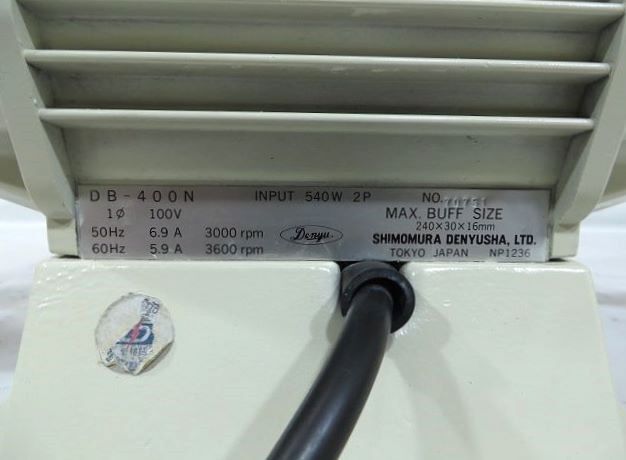 DB-400N INPUT 540W 2P NO.
1Ø 100V MAX. BUFF SIZE
50Hz 6.9 A 3000 rpm Denyu. 240×30×16mm
60Hz 5.9 A 3600 rpm SHIMOMURA DENYUSHA, LTD.
TOKYO JAPAN NP1236